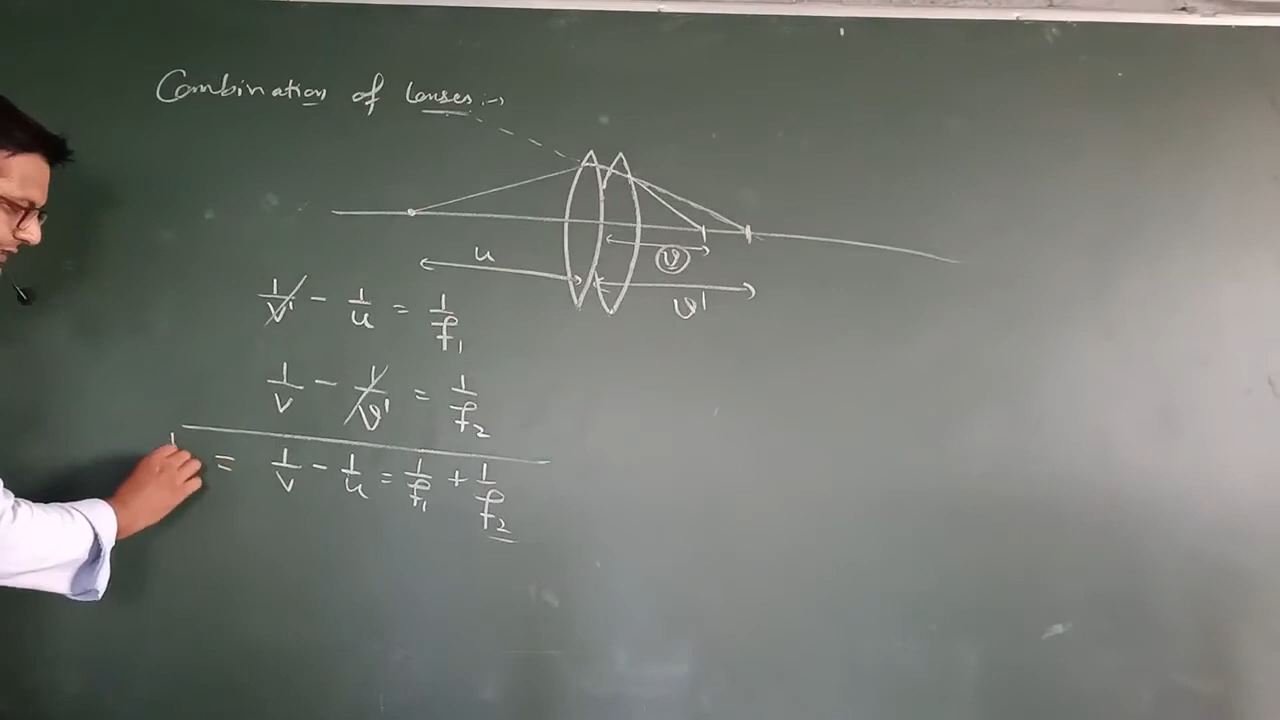 Combination of lenses :→
u
v
v'
1/v' - 1/u = 1/f₁
1/v - 1/v' = 1/f₂
= 1/v - 1/u = 1/f₁ + 1/f₂